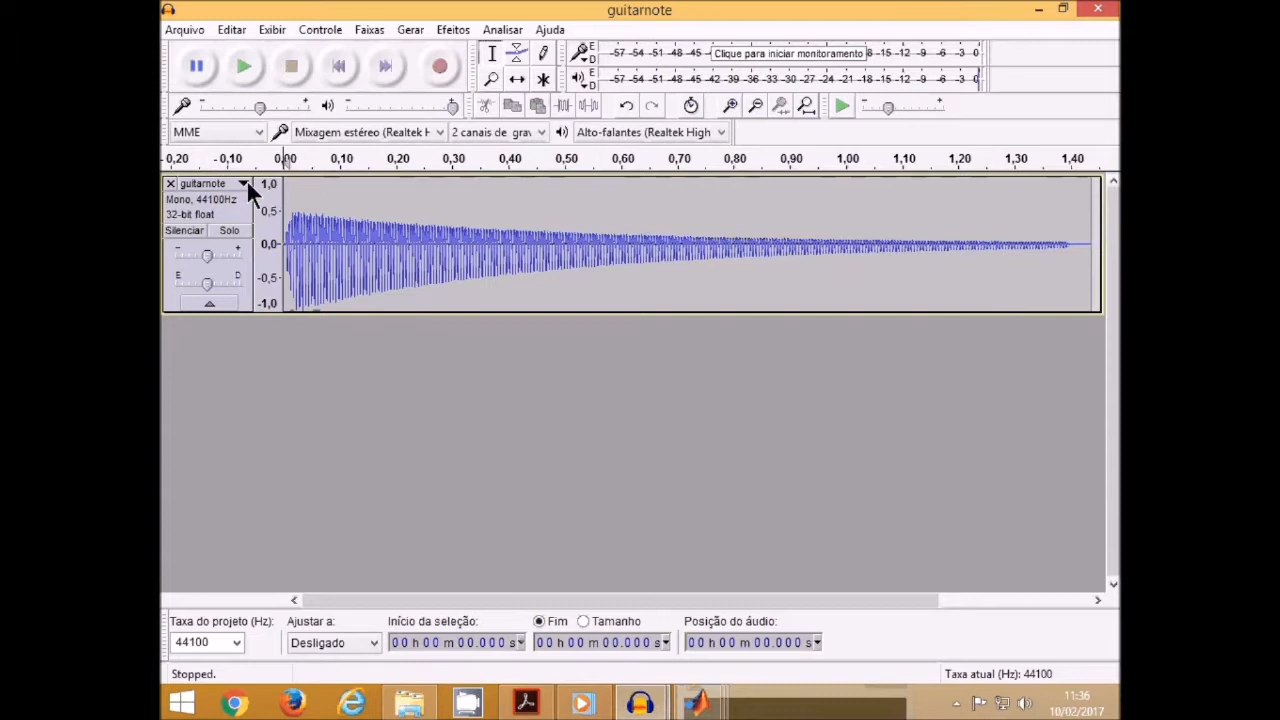 guitarnote
Arquivo Editar Exibir Controle Faixas Gerar Efeitos Analisar Ajuda
E D -57 -54 -51 -48 -45 Clique para iniciar monitoramento 8 -15 -12 -9 -6 -3 0
E D -57 -54 -51 -48 -45 -42 -39 -36 -33 -30 -27 -24 -21 -18 -15 -12 -9 -6 -3 0
MME Mixagem estéreo (Realtek H 2 canais de grav Alto-falantes (Realtek High
- 0,20 - 0,10 0,00 0,10 0,20 0,30 0,40 0,50 0,60 0,70 0,80 0,90 1,00 1,10 1,20 1,30 1,40
guitarnote 1,0
Mono, 44100Hz
32-bit float 0,5
Silenciar Solo
0,0
E D -0,5
-1,0
Taxa do projeto (Hz): Ajustar a: Início da seleção: Fim Tamanho Posição do áudio:
44100 Desligado 00 h 00 m 00.000 s 00 h 00 m 00.000 s 00 h 00 m 00.000 s
Stopped. Taxa atual (Hz): 44100
11:36
10/02/2017